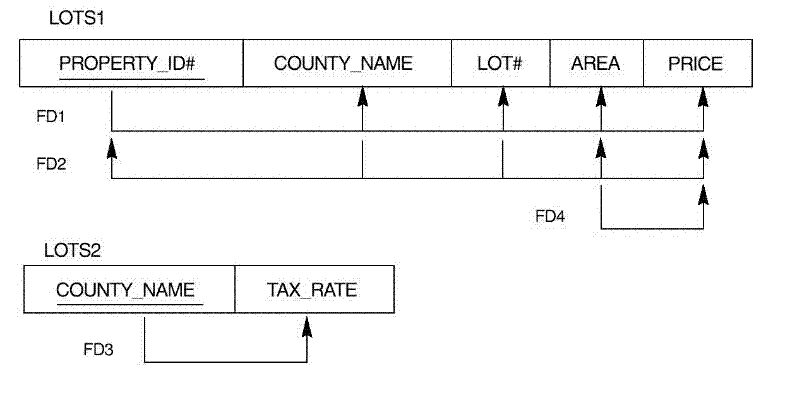 LOTS1
PROPERTY_ID# COUNTY_NAME LOT# AREA PRICE
FD1
FD2
FD4
LOTS2
COUNTY_NAME TAX_RATE
FD3